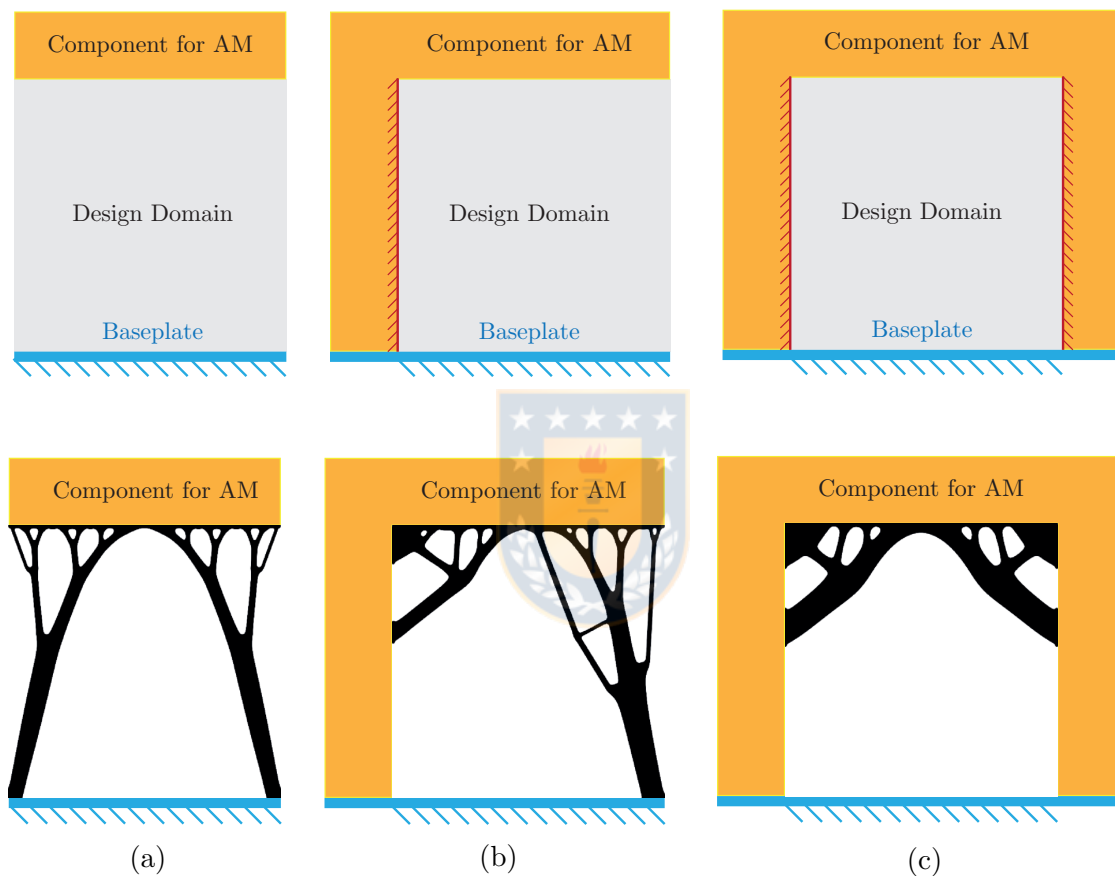 Component for AM
Component for AM
Component for AM
Design Domain
Design Domain
Design Domain
Baseplate
Baseplate
Baseplate
Component for AM
Component for AM
Component for AM
(a)
(b)
(c)